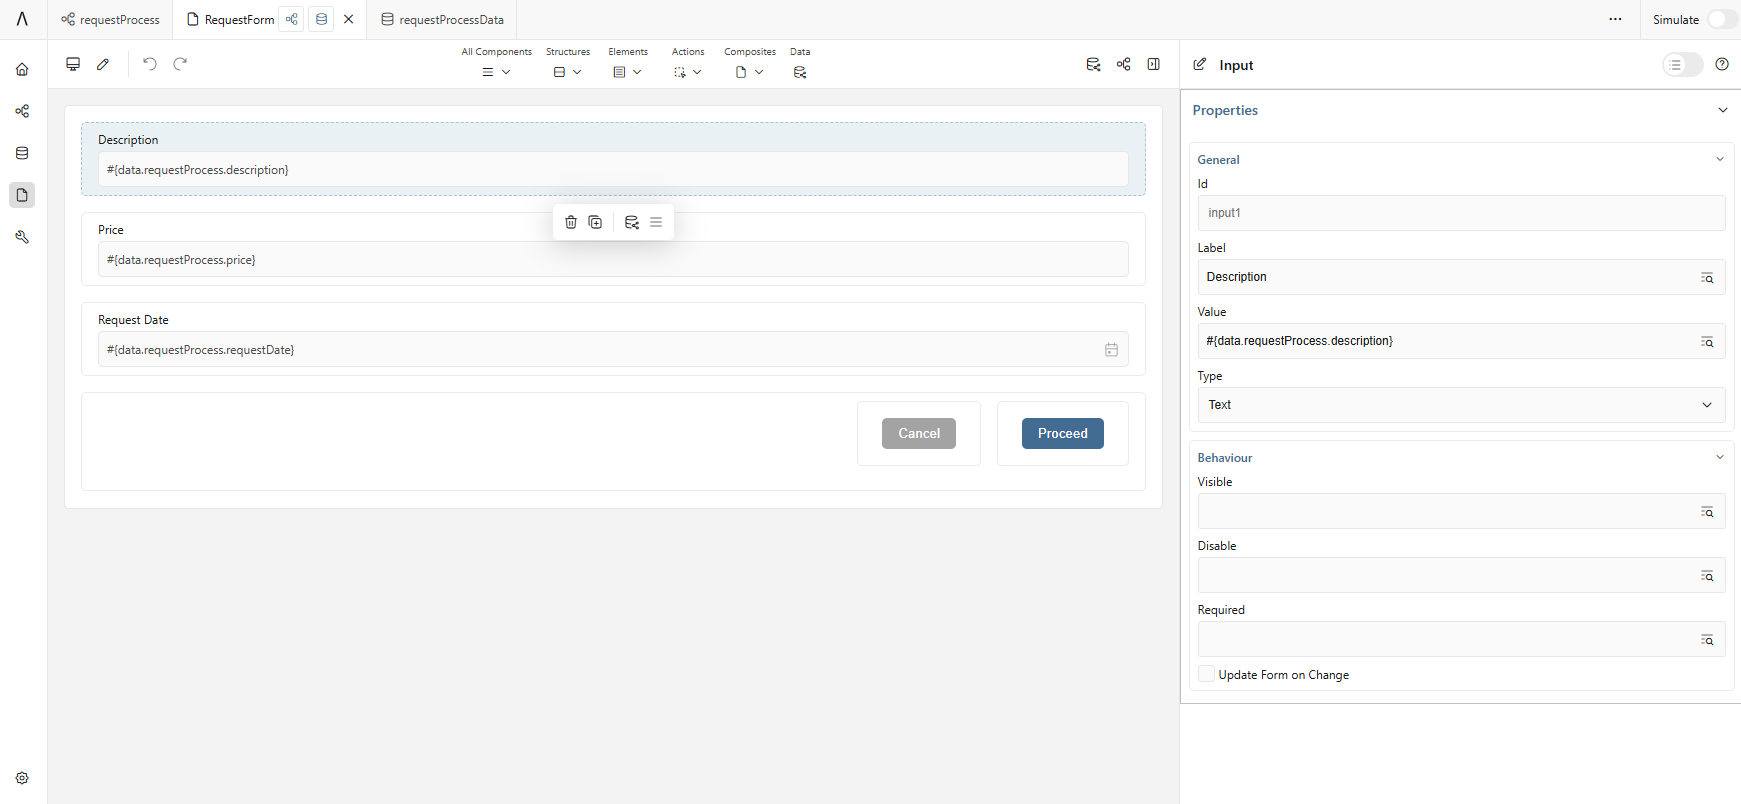 requestProcess
RequestForm
requestProcessData
Simulate
All Components
Structures
Elements
Actions
Composites
Data
Input
Description
#{data.requestProcess.description}
Price
#{data.requestProcess.price}
Request Date
#{data.requestProcess.requestDate}
Cancel
Proceed
Properties
General
Id
input1
Label
Description
Value
#{data.requestProcess.description}
Type
Text
Behaviour
Visible
Disable
Required
Update Form on Change